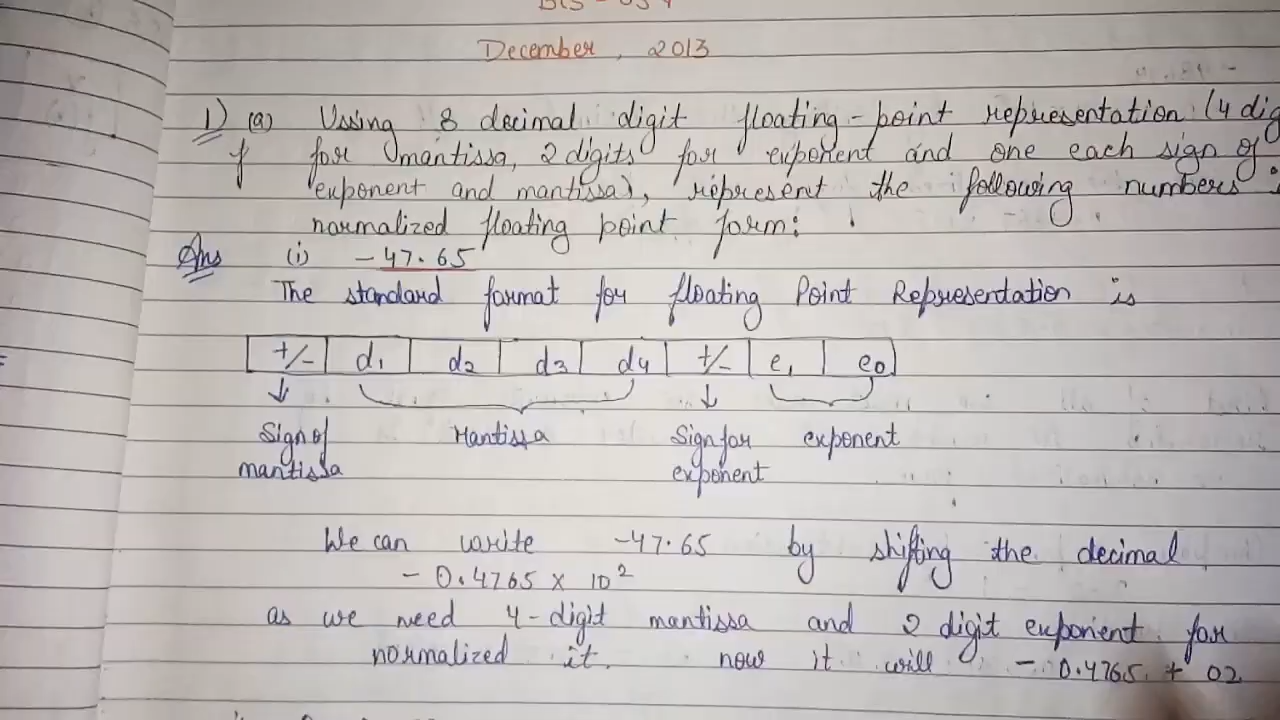 December, 2013
1) (a) Ussing 8 decimal digit floating-point representation (4 dig
for mantissa, 2 digits for exponent and one each sign of
exponent and mantissa), represent the following numbers
normalized floating point form:
Ans (i) -47.65
The standard format for floating Point Representation is
+/- d1 d2 d3 d4 +/- e1 e0
Sign of Mantissa Sign for exponent
mantissa exponent
We can write -47.65 by shifting the decimal
- 0.4765 × 10²
as we need 4-digit mantissa and 2 digit exponent for
normalized it. now it will - 0.4765 + 02